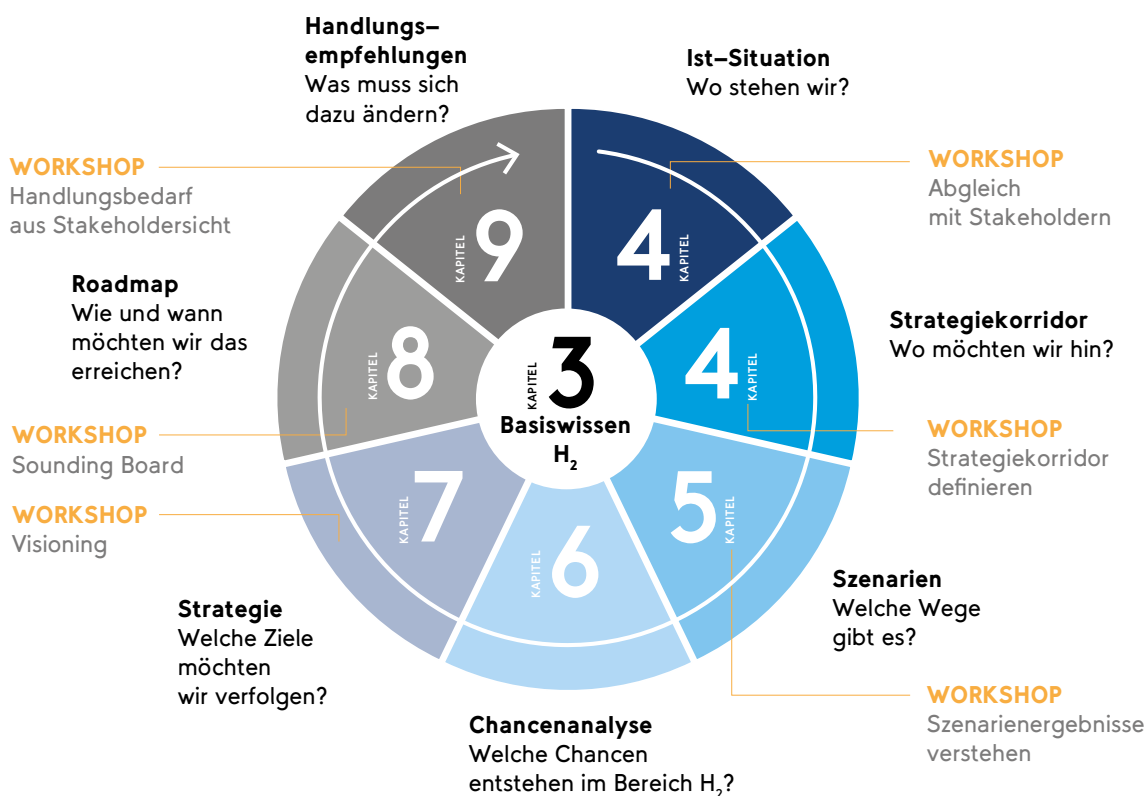 Handlungs–
empfehlungen
Was muss sich
dazu ändern?
Ist–Situation
Wo stehen wir?
WORKSHOP
Handlungsbedarf
aus Stakeholdersicht
WORKSHOP
Abgleich
mit Stakeholdern
KAPITEL 9
4 KAPITEL
Roadmap
Wie und wann
möchten wir das
erreichen?
Strategiekorridor
Wo möchten wir hin?
KAPITEL 8
KAPITEL 3
Basiswissen
H₂
KAPITEL 4
WORKSHOP
Sounding Board
WORKSHOP
Strategiekorridor
definieren
WORKSHOP
Visioning
KAPITEL 7
KAPITEL 6
5 KAPITEL
Strategie
Welche Ziele
möchten
wir verfolgen?
Szenarien
Welche Wege
gibt es?
WORKSHOP
Szenarienergebnisse
verstehen
Chancenanalyse
Welche Chancen
entstehen im Bereich H₂?